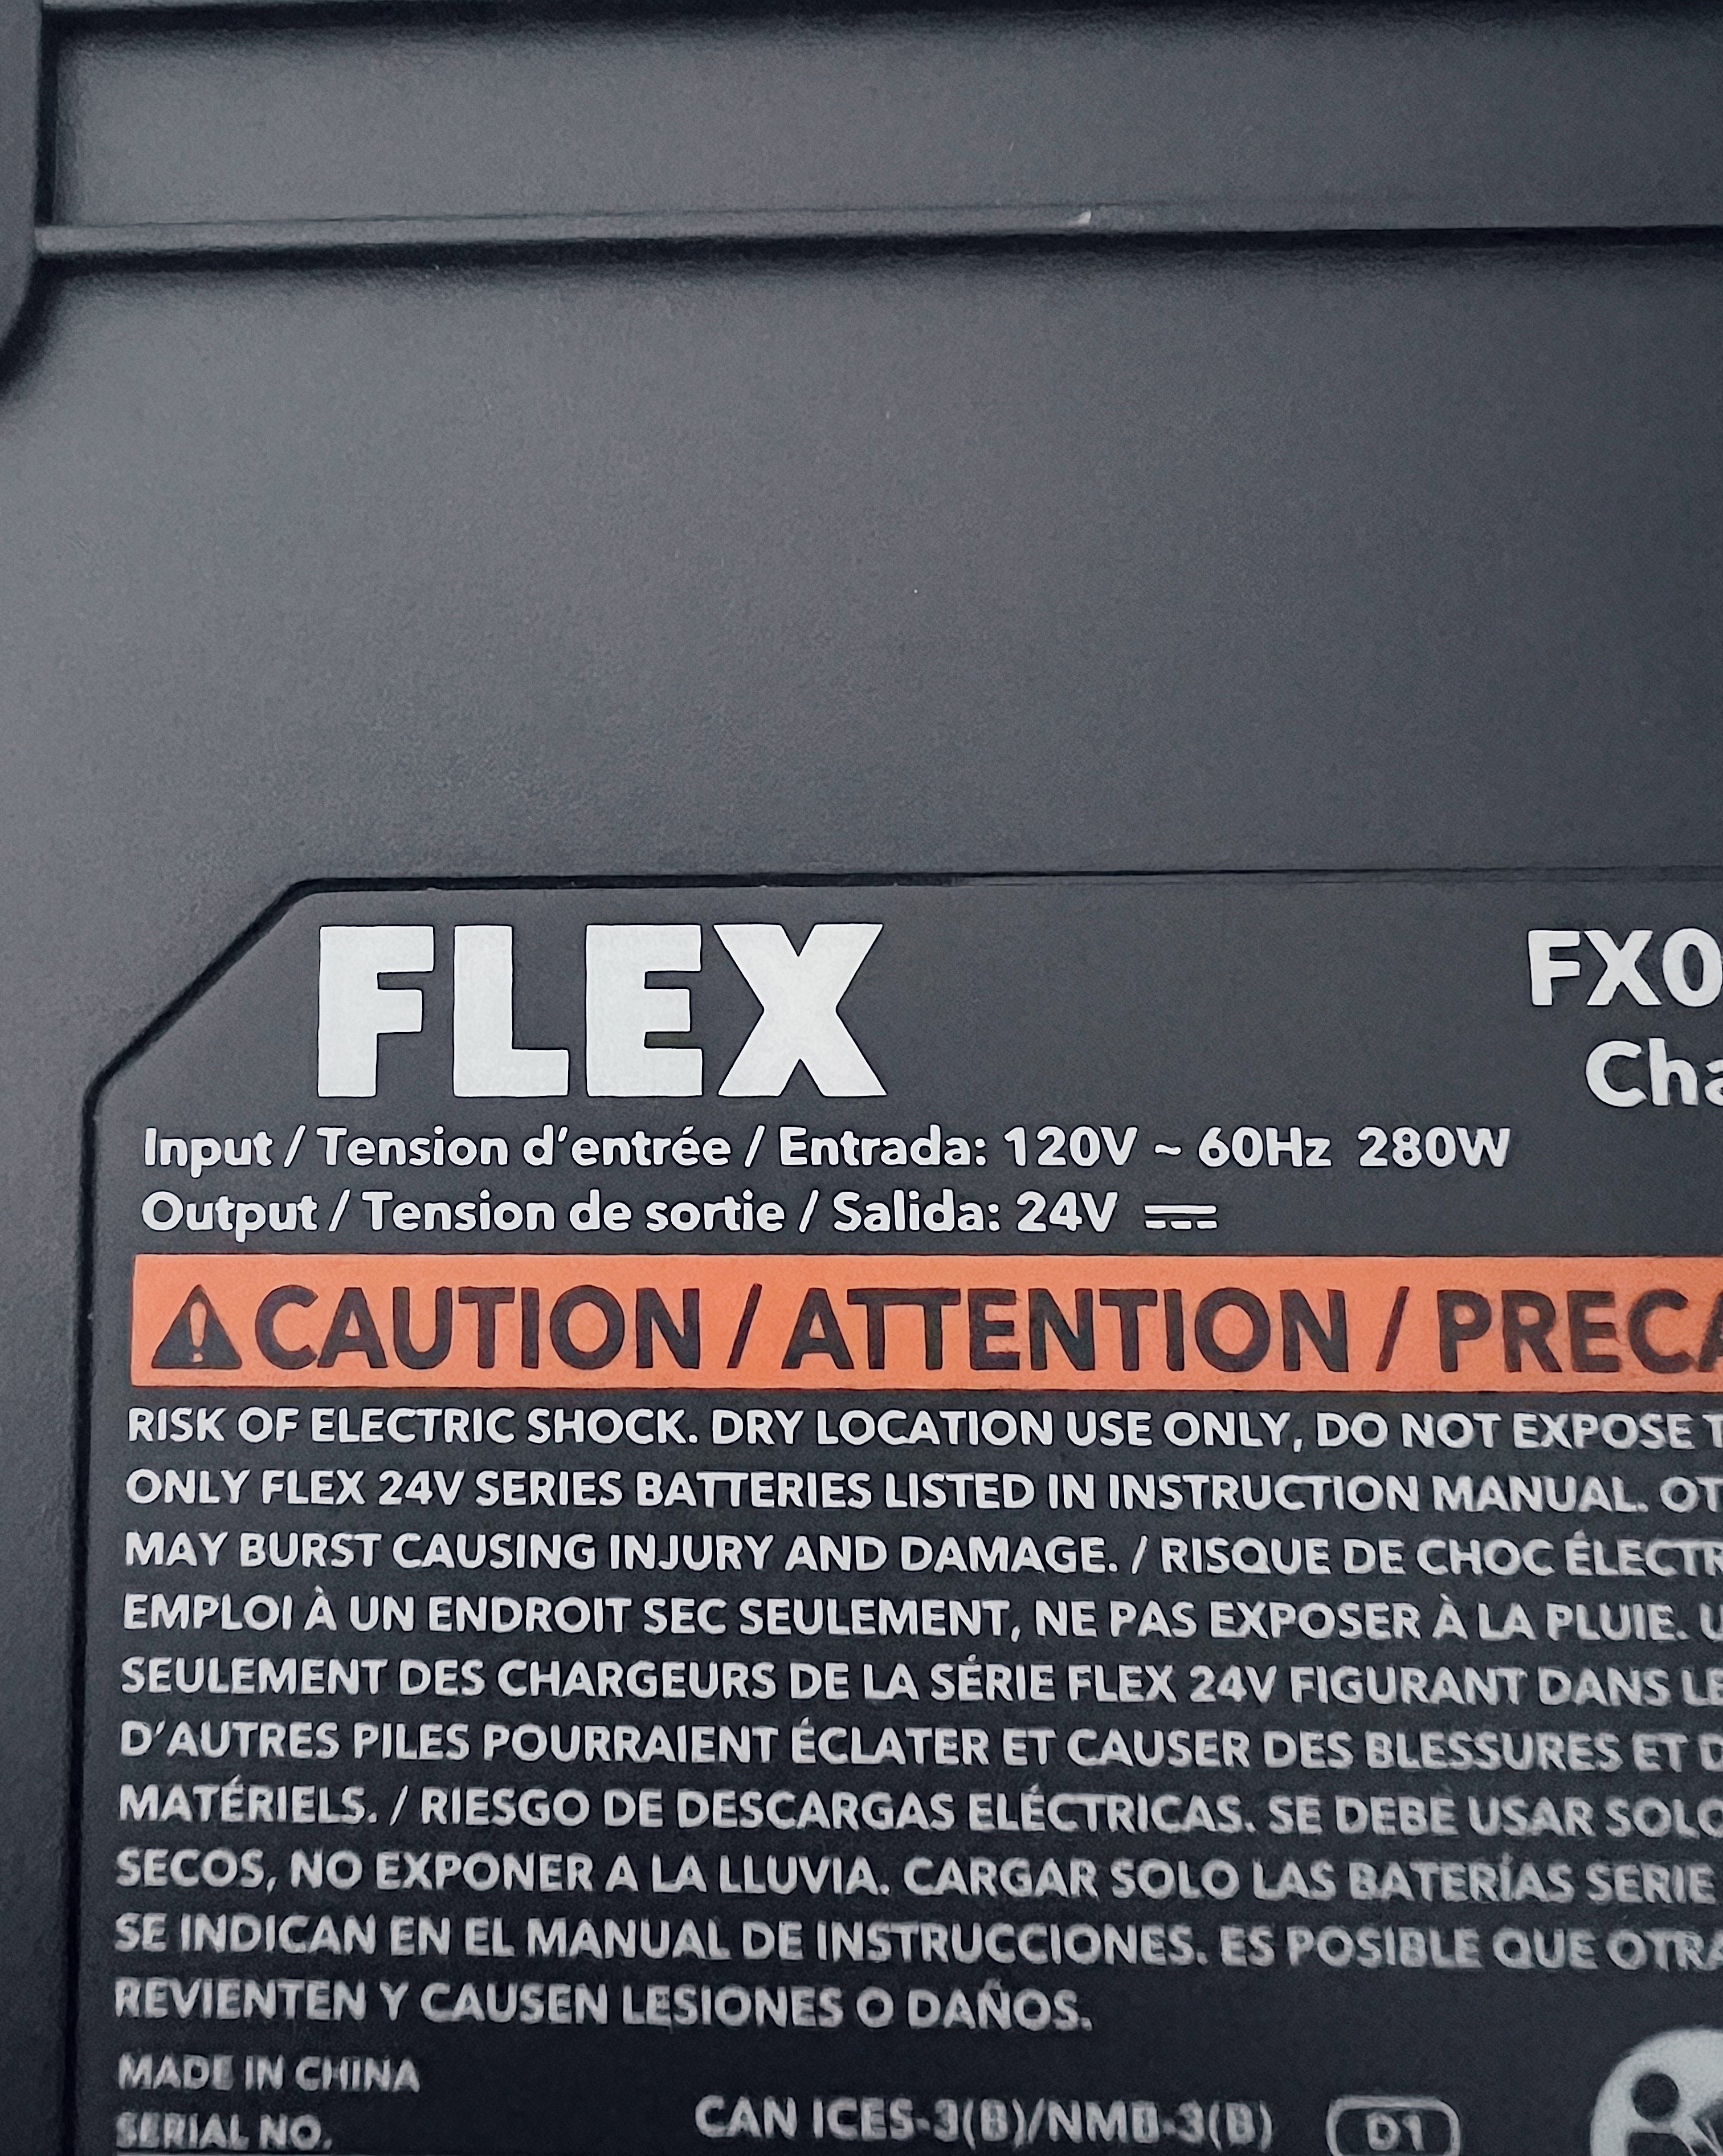 FLEX
FX0
Cha
Input / Tension d'entrée / Entrada: 120V ~ 60Hz 280W
Output / Tension de sortie / Salida: 24V ⎓
⚠ CAUTION / ATTENTION / PRECA
RISK OF ELECTRIC SHOCK. DRY LOCATION USE ONLY, DO NOT EXPOSE T
ONLY FLEX 24V SERIES BATTERIES LISTED IN INSTRUCTION MANUAL. OT
MAY BURST CAUSING INJURY AND DAMAGE. / RISQUE DE CHOC ÉLECTR
EMPLOI À UN ENDROIT SEC SEULEMENT, NE PAS EXPOSER À LA PLUIE. U
SEULEMENT DES CHARGEURS DE LA SÉRIE FLEX 24V FIGURANT DANS LE
D'AUTRES PILES POURRAIENT ÉCLATER ET CAUSER DES BLESSURES ET D
MATÉRIELS. / RIESGO DE DESCARGAS ELÉCTRICAS. SE DEBE USAR SOLO
SECOS, NO EXPONER A LA LLUVIA. CARGAR SOLO LAS BATERÍAS SERIE
SE INDICAN EN EL MANUAL DE INSTRUCCIONES. ES POSIBLE QUE OTRA
REVIENTEN Y CAUSEN LESIONES O DAÑOS.
MADE IN CHINA
SERIAL NO.
CAN ICES-3(B)/NMB-3(B)
D1